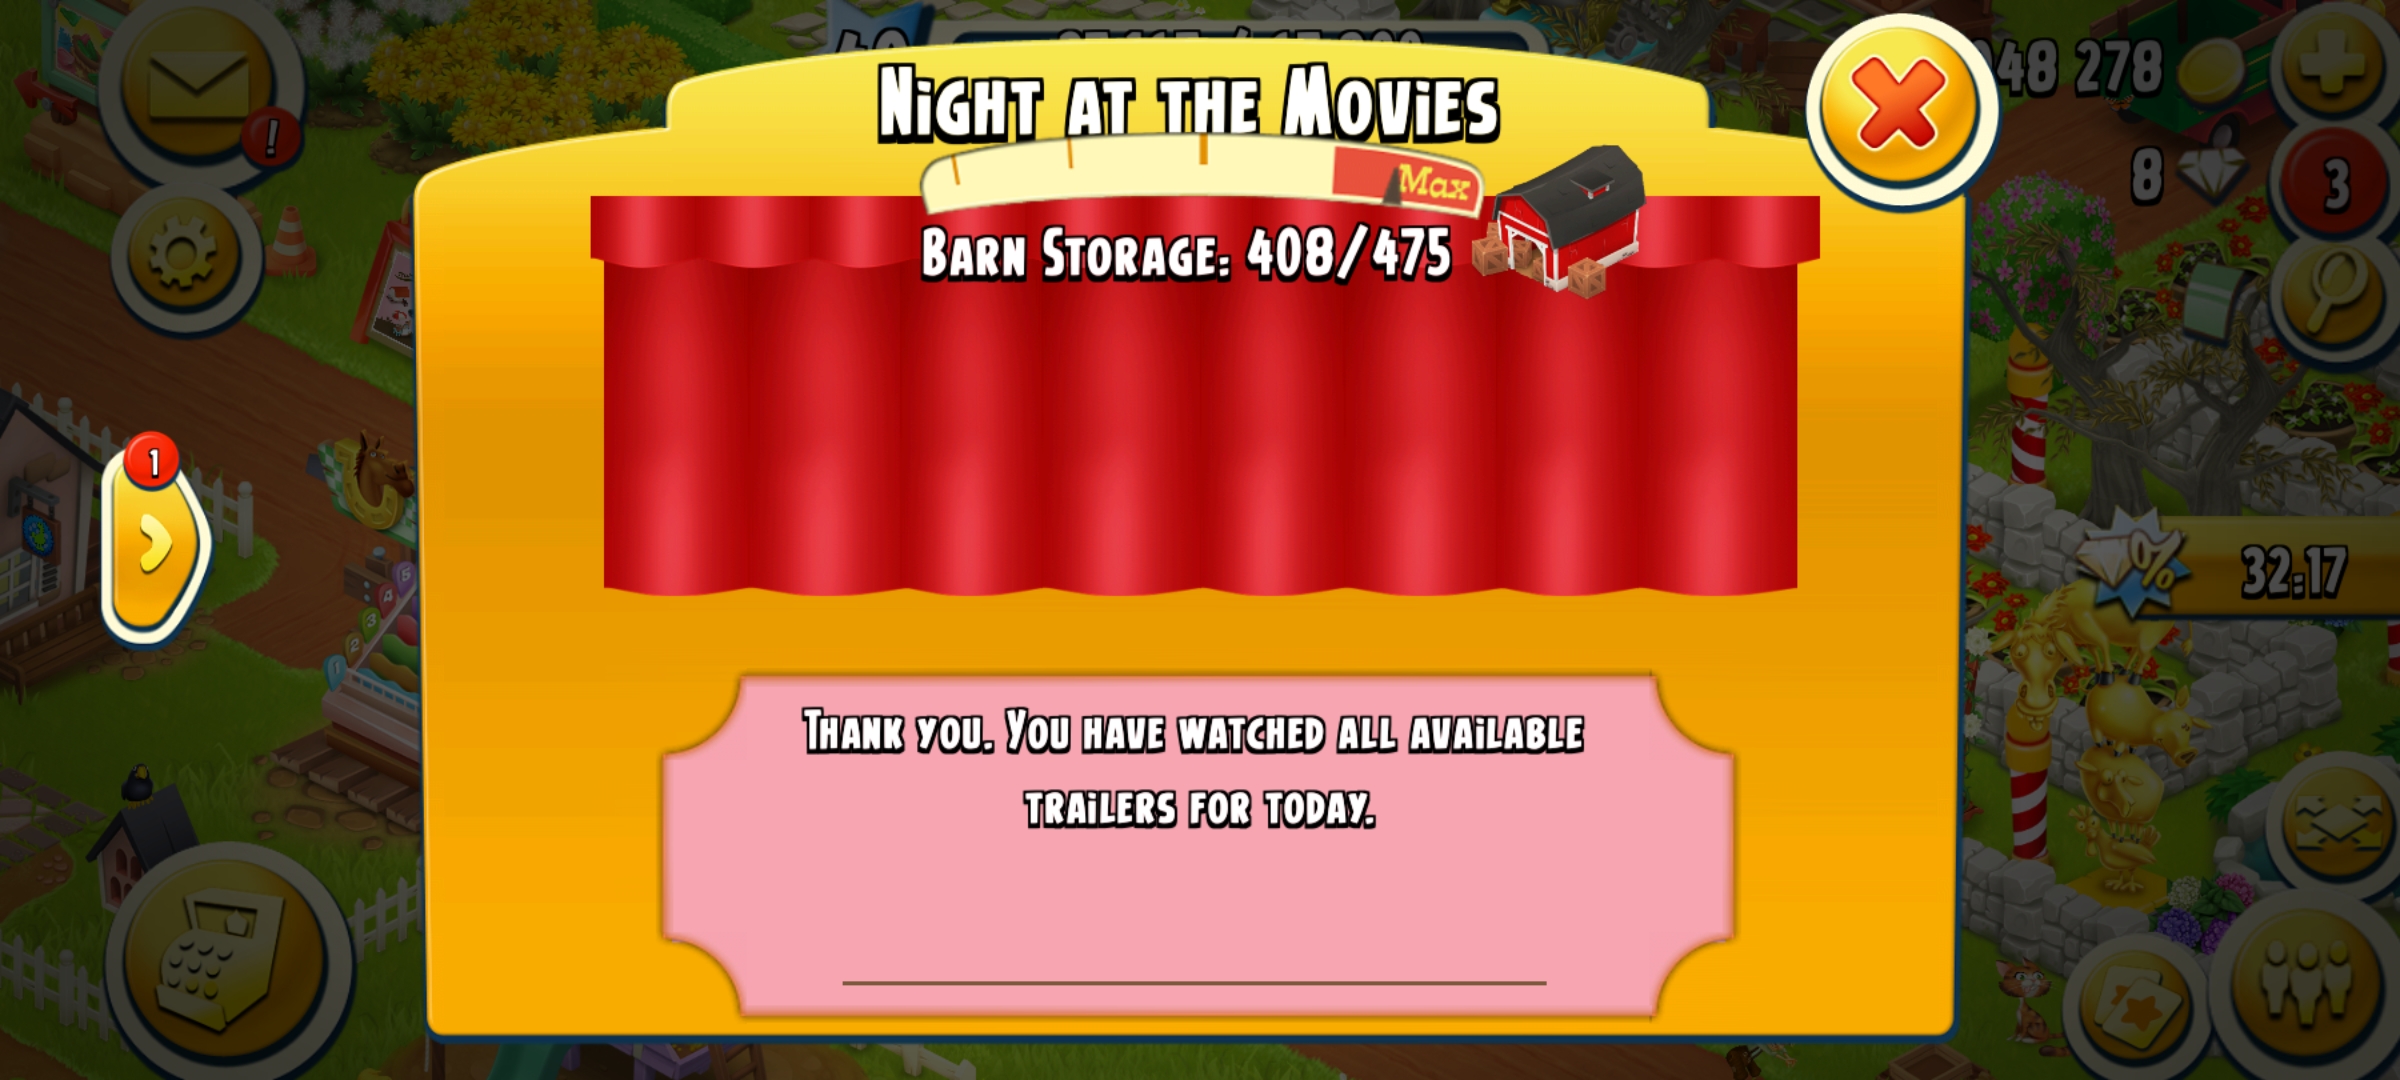 Night at the Movies
48 278
Max
8
3
Barn Storage: 408/475
1
%
32:17
Thank you. You have watched all available
trailers for today.